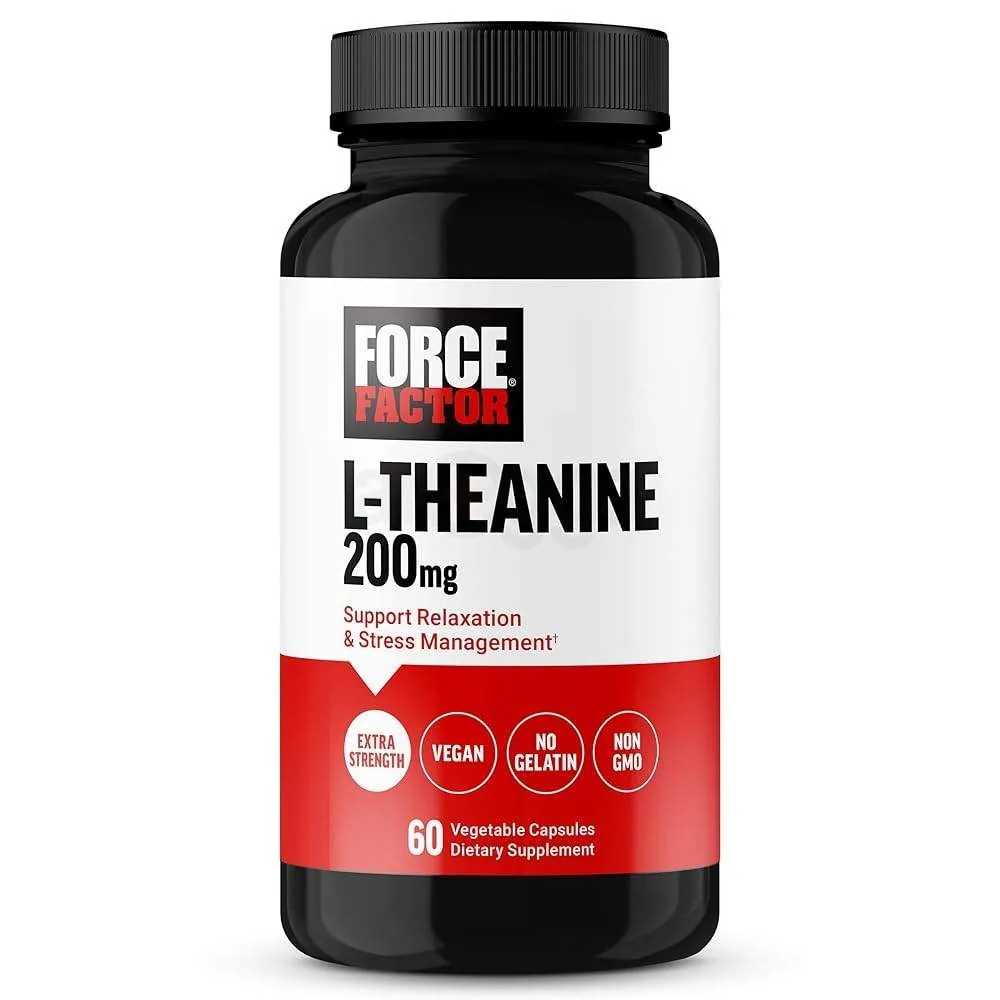 FORCE®
FACTOR
L-THEANINE
200mg
Support Relaxation
& Stress Management†
EXTRA
STRENGTH
VEGAN
NO
GELATIN
NON
GMO
60 Vegetable Capsules
Dietary Supplement